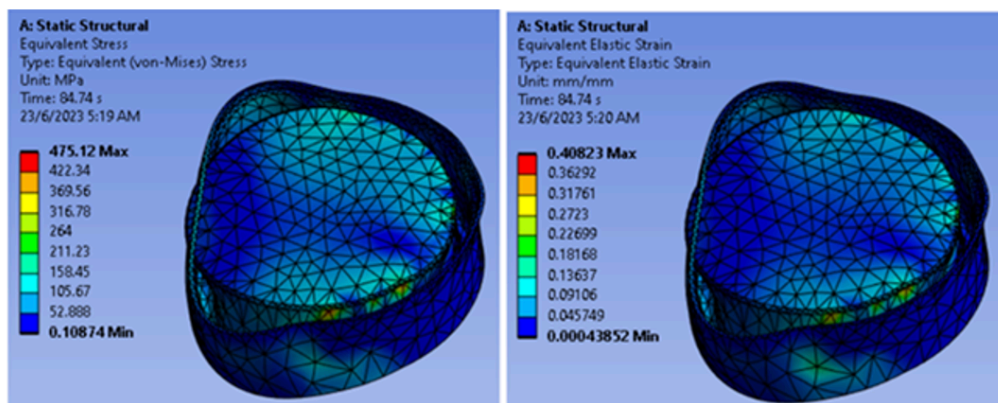 A: Static Structural
Equivalent Stress
Type: Equivalent (von-Mises) Stress
Unit: MPa
Time: 84.74 s
23/6/2023 5:19 AM
475.12 Max
422.34
369.56
316.78
264
211.23
158.45
105.67
52.888
0.10874 Min
A: Static Structural
Equivalent Elastic Strain
Type: Equivalent Elastic Strain
Unit: mm/mm
Time: 84.74 s
23/6/2023 5:20 AM
0.40823 Max
0.36292
0.31761
0.2723
0.22699
0.18168
0.13637
0.09106
0.045749
0.00043852 Min